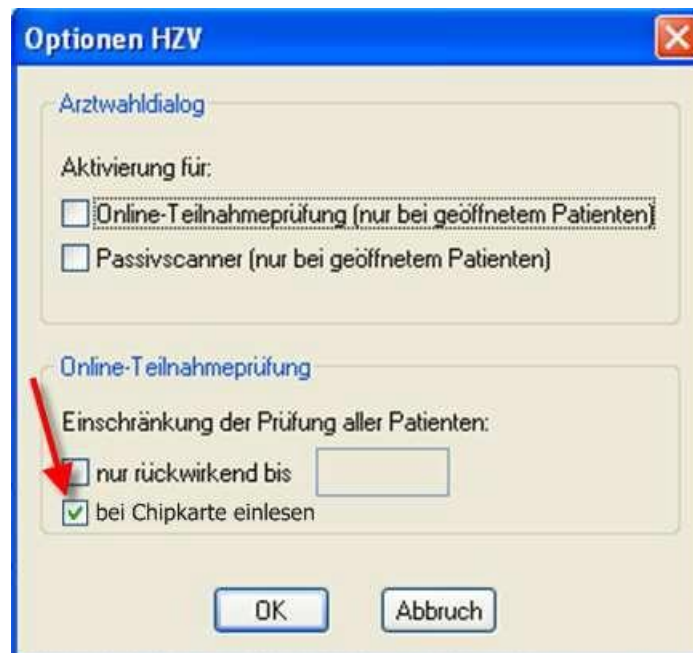 Optionen HZV
Arztwahldialog
Aktivierung für:
Online-Teilnahmeprüfung (nur bei geöffnetem Patienten)
Passivscanner (nur bei geöffnetem Patienten)
Online-Teilnahmeprüfung
Einschränkung der Prüfung aller Patienten:
nur rückwirkend bis
bei Chipkarte einlesen
OK
Abbruch